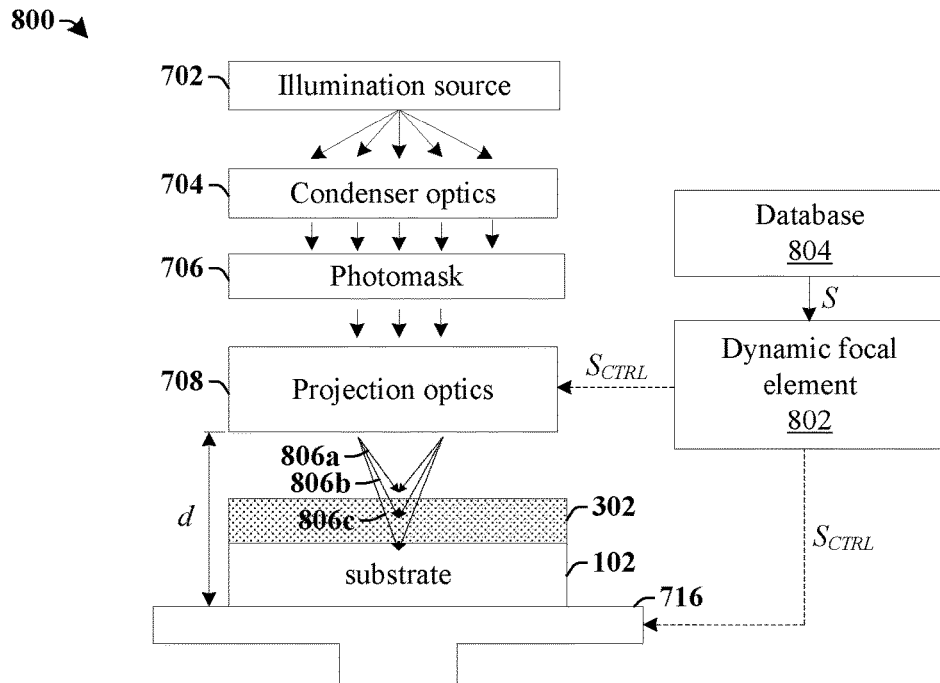 800
702
Illumination source
704
Condenser optics
Database
804
706
Photomask
S
708
Projection optics
S_CTRL
Dynamic focal
element
802
806a
806b
d
806c
302
S_CTRL
substrate
102
716